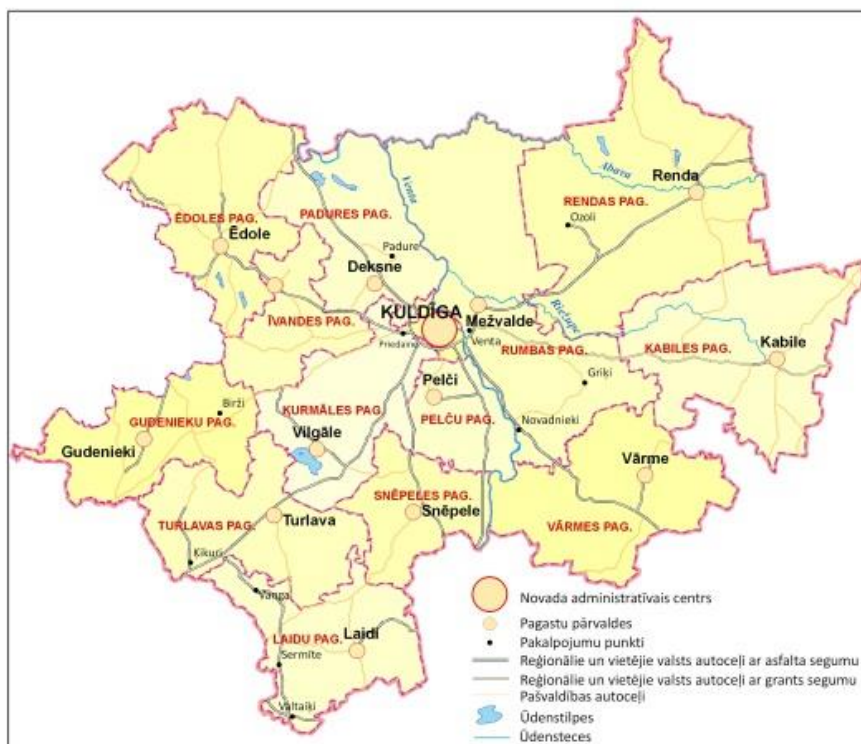 Abava
Renda
RENDAS PAG.
Ozoli
Venta
PADURES PAG.
ĒDOLES PAG.
Ēdole
Padure
Deksne
KULDĪGA
Mežvalde
Riežupe
ĪVANDES PAG.
Priedaine
Venta
RUMBAS PAG.
KABILES PAG.
Kabile
Griķi
Pelči
PELČU PAG.
Novadnieki
KURMĀLES PAG.
Birži
GUDENIEKU PAG.
Gudenieki
Vilgāle
Vārme
VĀRMES PAG.
SNĒPELES PAG.
Snēpele
TURLAVAS PAG.
Turlava
Ķikuri
Vanga
LAIDU PAG.
Laidi
Sermīte
Valtaiķi
Novada administratīvais centrs
Pagastu pārvaldes
Pakalpojumu punkti
Reģionālie un vietējie valsts autoceļi ar asfalta segumu
Reģionālie un vietējie valsts autoceļi ar grants segumu
Pašvaldības autoceļi
Ūdenstilpes
Ūdensteces